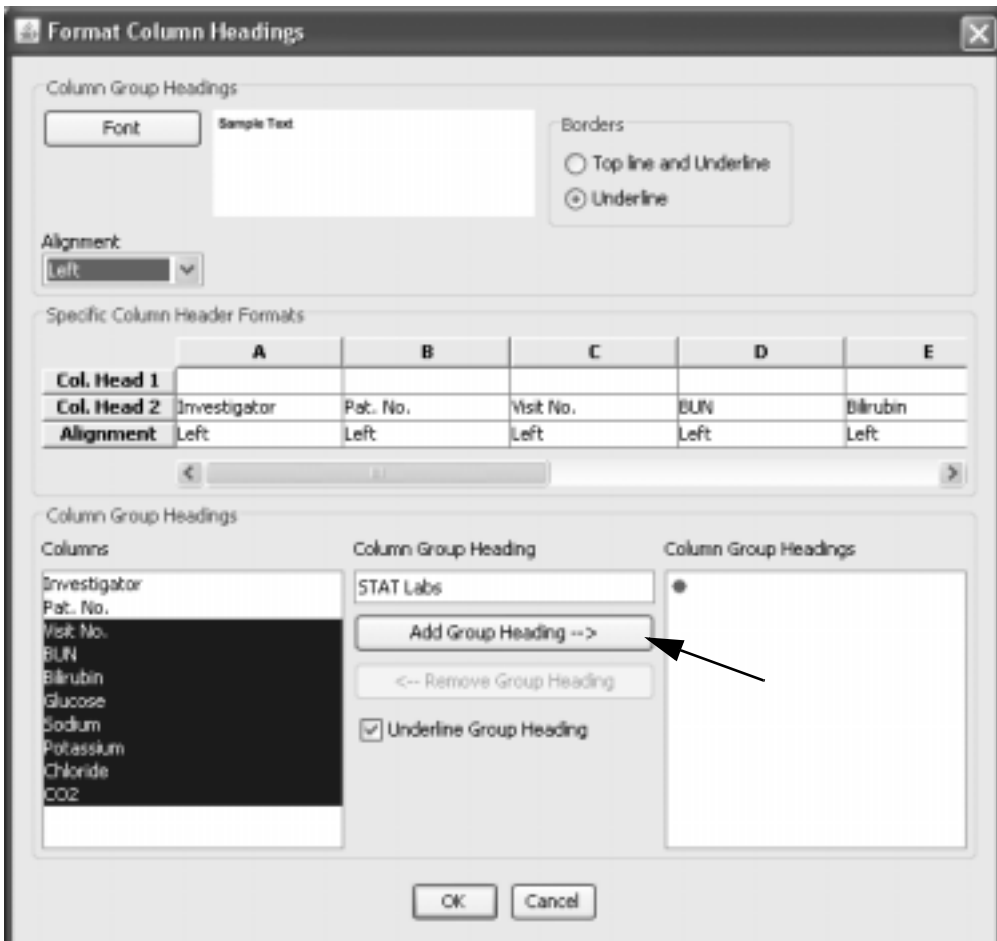 Format Column Headings
Column Group Headings
Font
Sample Text
Borders
Top line and Underline
Underline
Alignment
Left
Specific Column Header Formats
A B C D E
Col. Head 1
Col. Head 2 Investigator Pat. No. Visit No. BUN Bilirubin
Alignment Left Left Left Left Left
Column Group Headings
Columns
Column Group Heading
Column Group Headings
Investigator
Pat. No.
Visit No.
BUN
Bilirubin
Glucose
Sodium
Potassium
Chloride
CO2
STAT Labs
Add Group Heading -->
<-- Remove Group Heading
Underline Group Heading
OK
Cancel